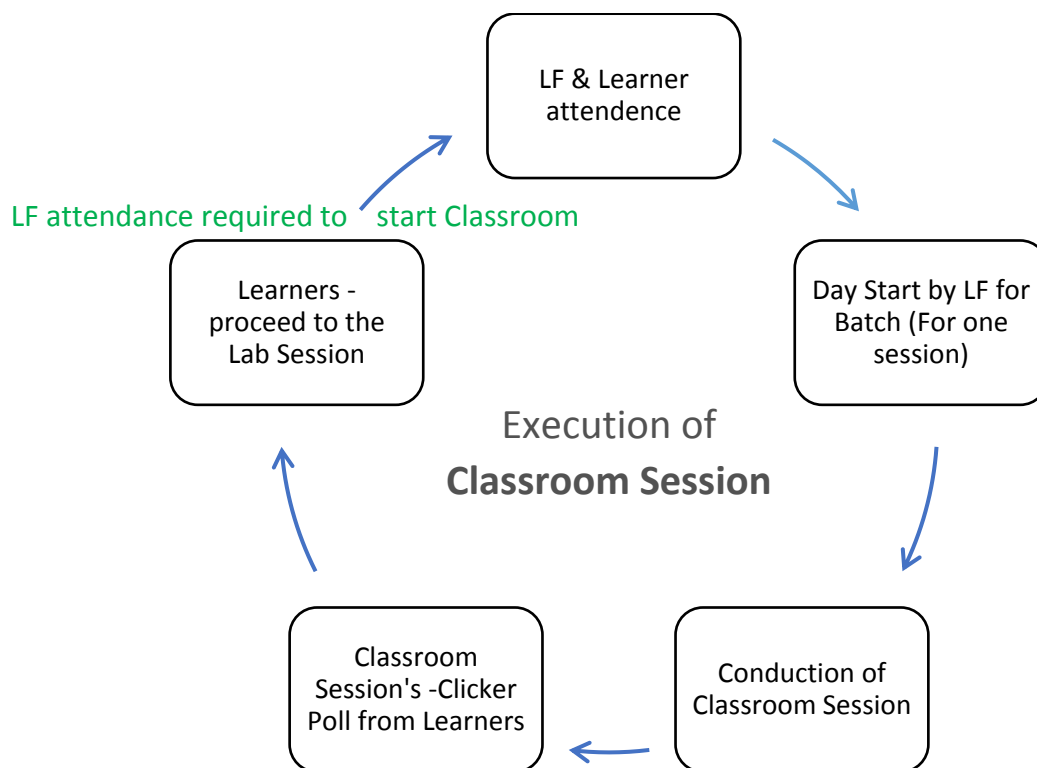 LF & Learner
attendence
LF attendance required to start Classroom
Learners -
proceed to the
Lab Session
Day Start by LF for
Batch (For one
session)
Execution of
Classroom Session
Classroom
Session's -Clicker
Poll from Learners
Conduction of
Classroom Session